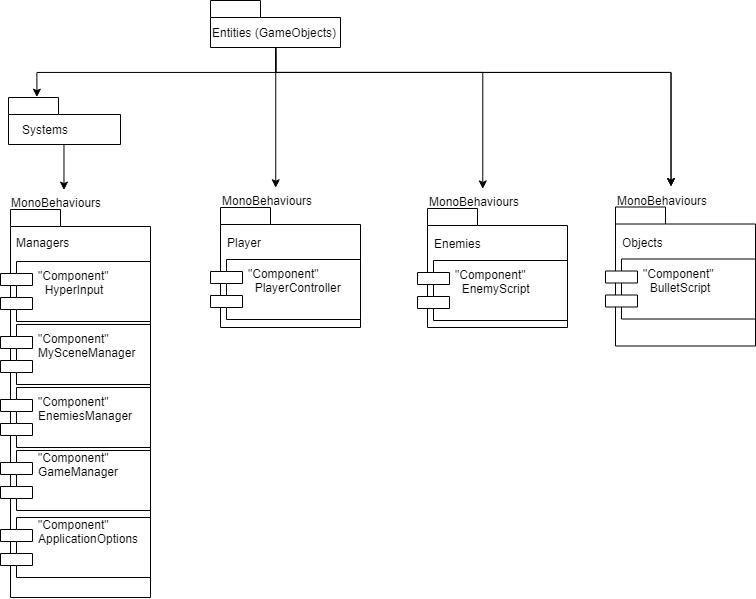 Entities (GameObjects)
Systems
MonoBehaviours
Managers
"Component"
HyperInput
"Component"
MySceneManager
"Component"
EnemiesManager
"Component"
GameManager
"Component"
ApplicationOptions
MonoBehaviours
Player
"Component"
PlayerController
MonoBehaviours
Enemies
"Component"
EnemyScript
MonoBehaviours
Objects
"Component"
BulletScript